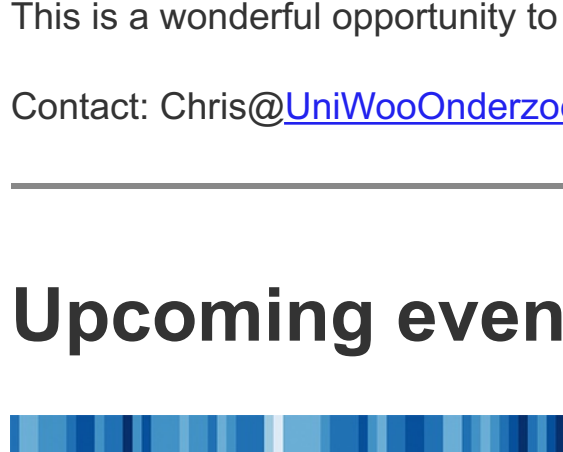 This is a wonderful opportunity to
Contact: Chris@UniWooOnderzo
Upcoming even